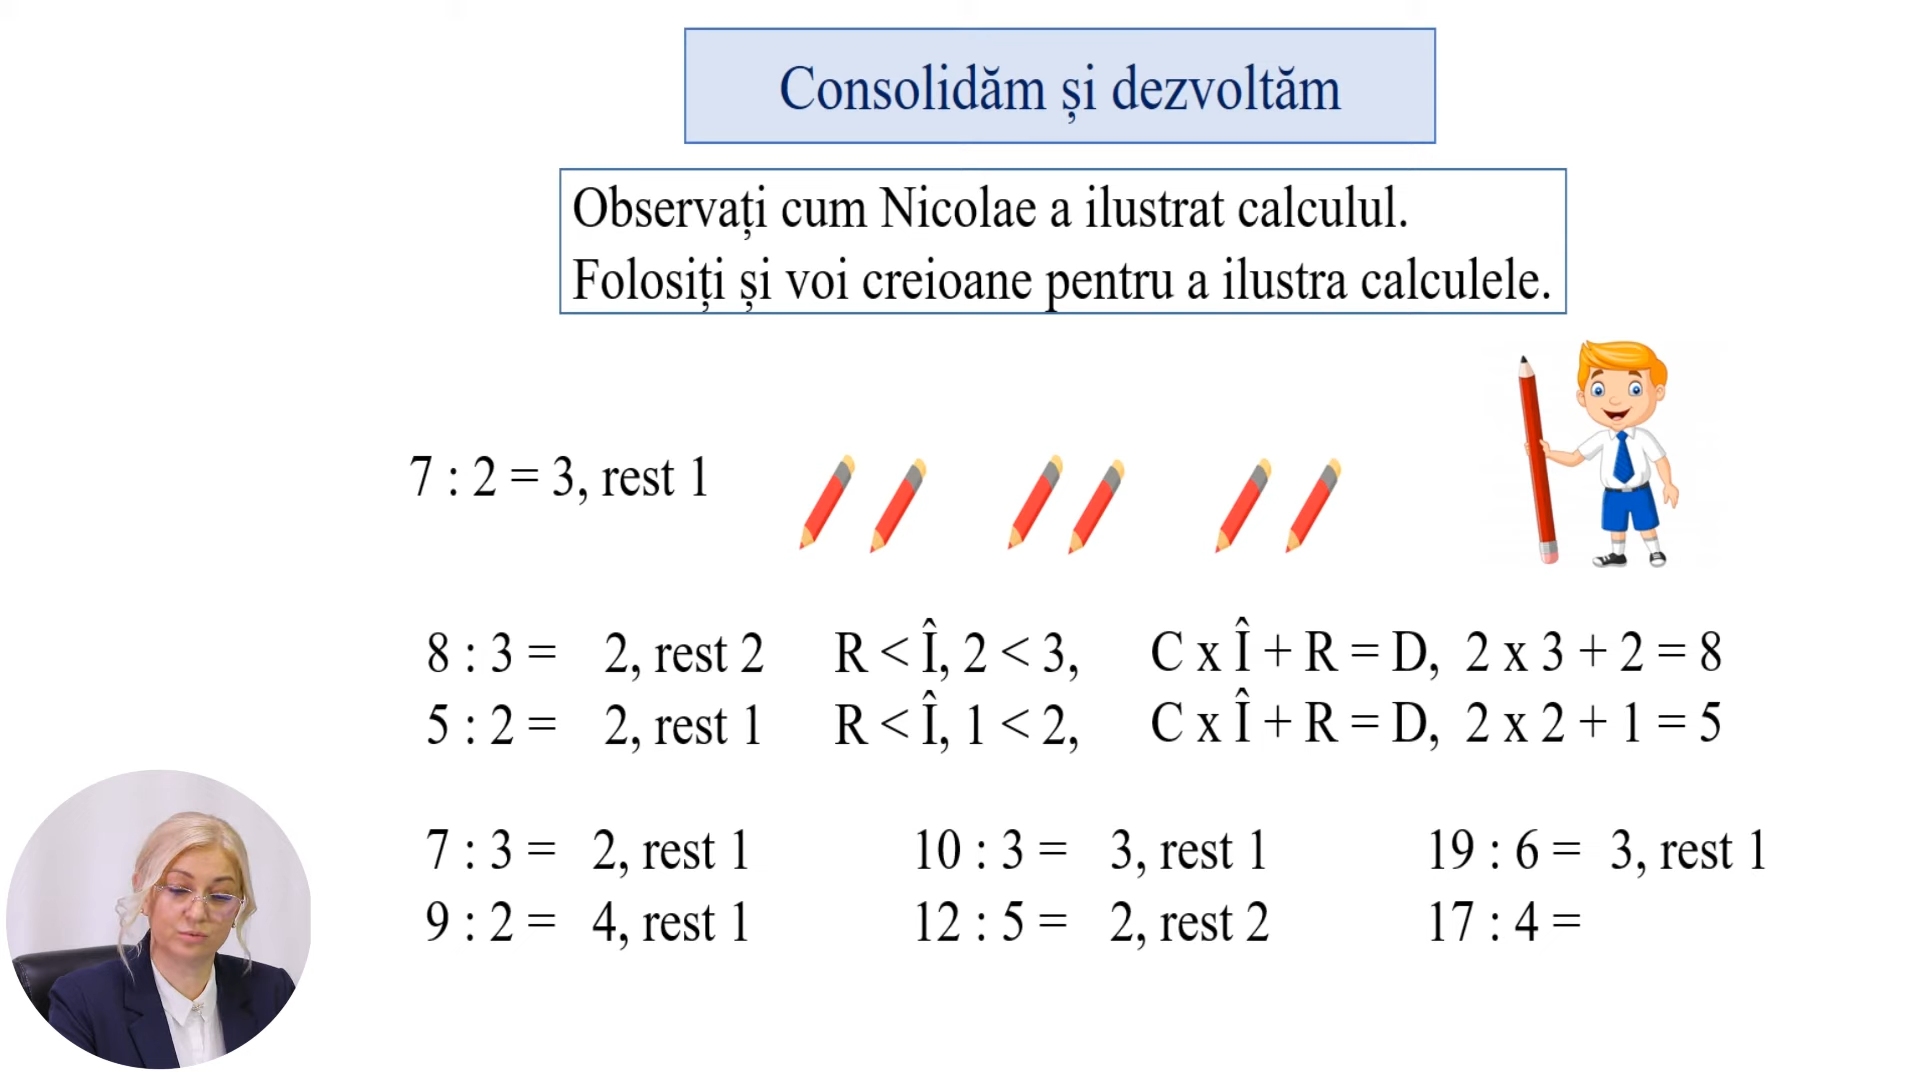 Consolidăm și dezvoltăm
Observați cum Nicolae a ilustrat calculul.
Folosiți și voi creioane pentru a ilustra calculele.
7 : 2 = 3, rest 1
8 : 3 = 2, rest 2 R < Î, 2 < 3, C x Î + R = D, 2 x 3 + 2 = 8
5 : 2 = 2, rest 1 R < Î, 1 < 2, C x Î + R = D, 2 x 2 + 1 = 5
7 : 3 = 2, rest 1 10 : 3 = 3, rest 1 19 : 6 = 3, rest 1
9 : 2 = 4, rest 1 12 : 5 = 2, rest 2 17 : 4 =